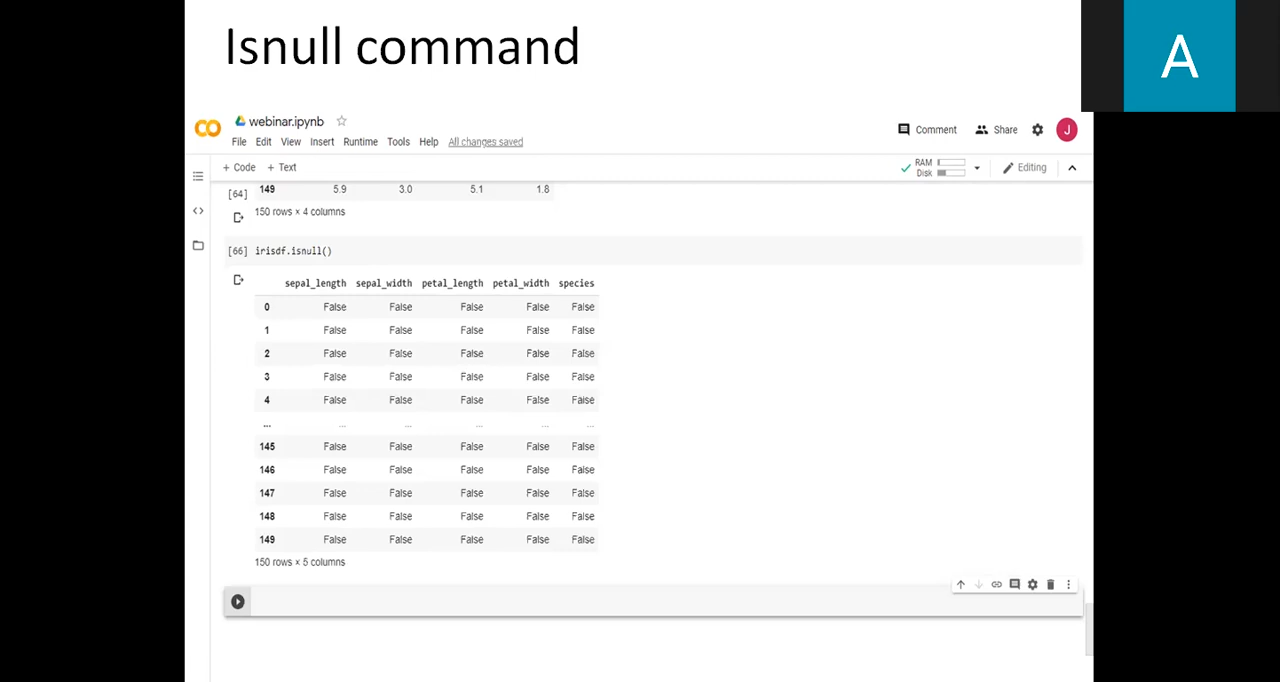 Isnull command
A
webinar.ipynb
Comment Share J
File Edit View Insert Runtime Tools Help All changes saved
+ Code + Text RAM Disk Editing
[64] 149 5.9 3.0 5.1 1.8
150 rows × 4 columns
[66] irisdf.isnull()
sepal_length sepal_width petal_length petal_width species
0 False False False False False
1 False False False False False
2 False False False False False
3 False False False False False
4 False False False False False
... ... ... ... ... ...
145 False False False False False
146 False False False False False
147 False False False False False
148 False False False False False
149 False False False False False
150 rows × 5 columns